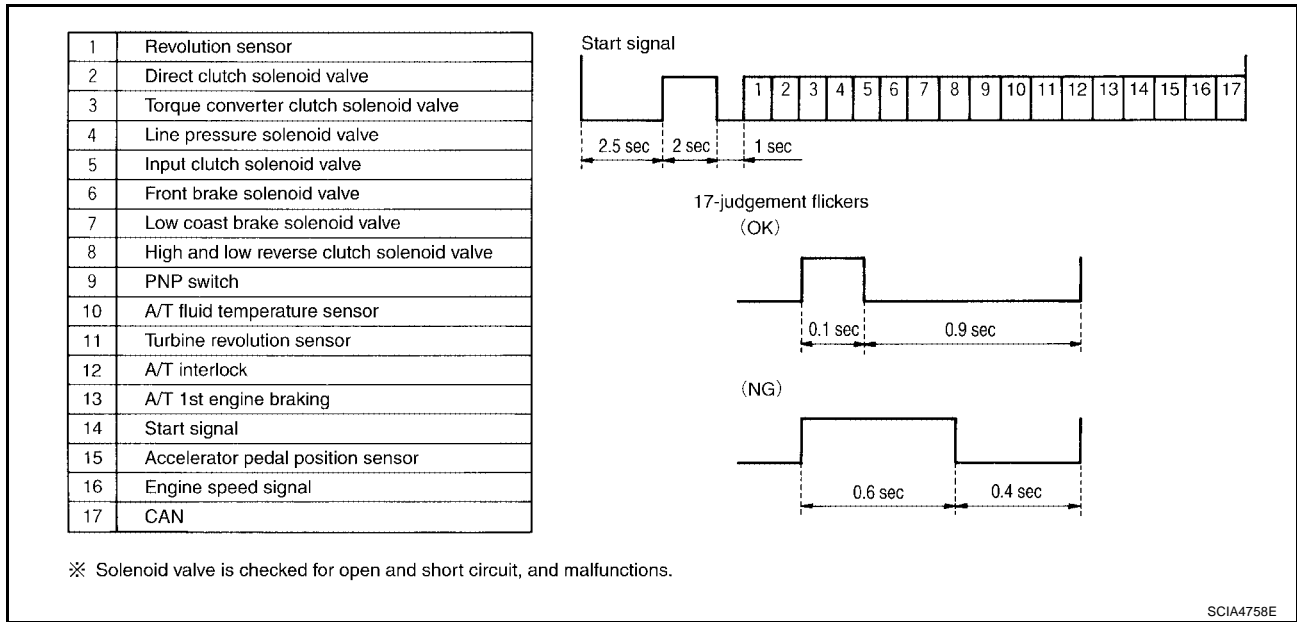 1 Revolution sensor
2 Direct clutch solenoid valve
3 Torque converter clutch solenoid valve
4 Line pressure solenoid valve
5 Input clutch solenoid valve
6 Front brake solenoid valve
7 Low coast brake solenoid valve
8 High and low reverse clutch solenoid valve
9 PNP switch
10 A/T fluid temperature sensor
11 Turbine revolution sensor
12 A/T interlock
13 A/T 1st engine braking
14 Start signal
15 Accelerator pedal position sensor
16 Engine speed signal
17 CAN
Start signal
1 2 3 4 5 6 7 8 9 10 11 12 13 14 15 16 17
2.5 sec 2 sec 1 sec
17-judgement flickers
(OK)
0.1 sec 0.9 sec
(NG)
0.6 sec 0.4 sec
※ Solenoid valve is checked for open and short circuit, and malfunctions.
SCIA4758E